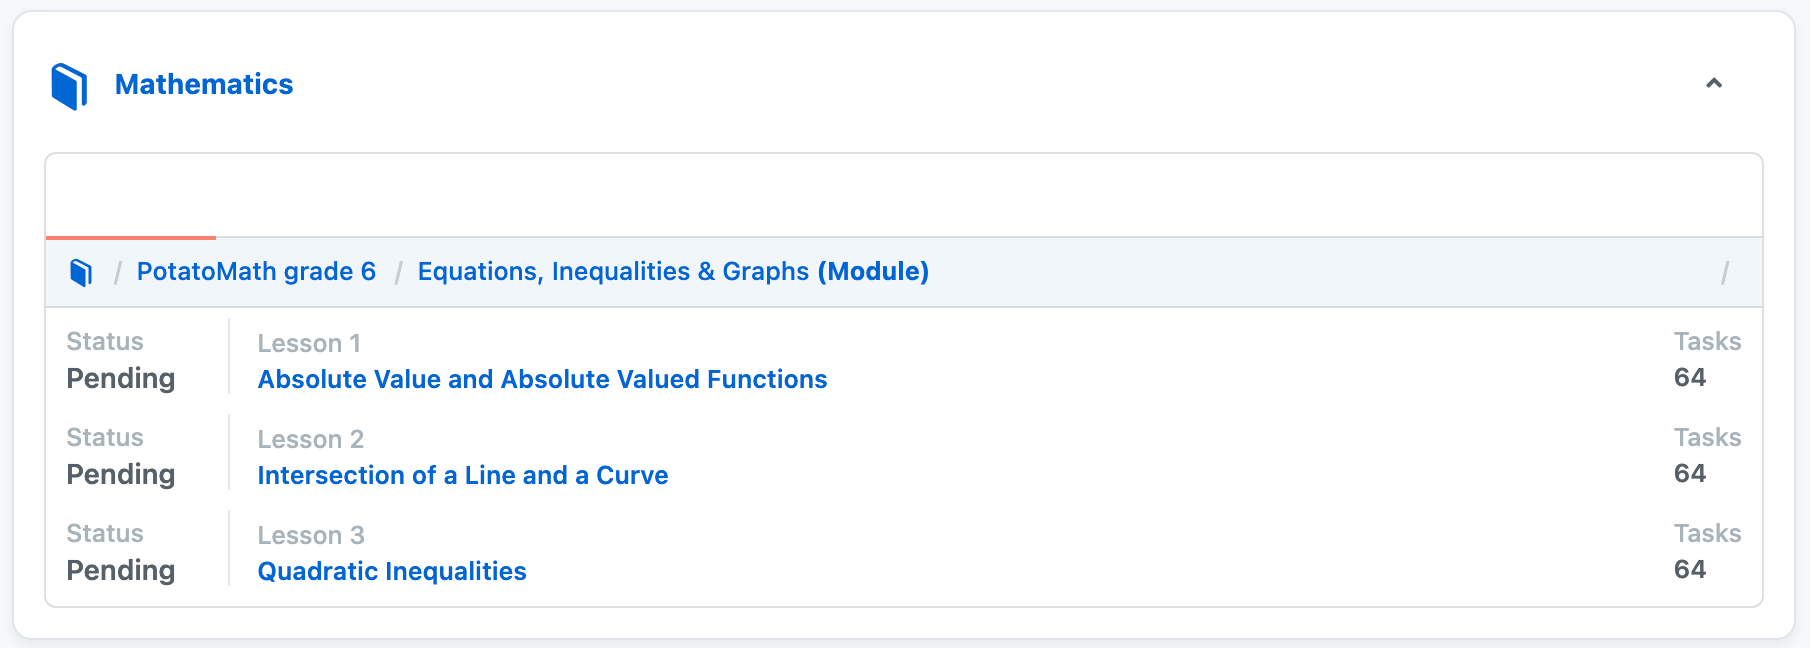 Mathematics
/ PotatoMath grade 6 / Equations, Inequalities & Graphs (Module) /
Status
Pending
Lesson 1
Absolute Value and Absolute Valued Functions
Tasks
64
Status
Pending
Lesson 2
Intersection of a Line and a Curve
Tasks
64
Status
Pending
Lesson 3
Quadratic Inequalities
Tasks
64